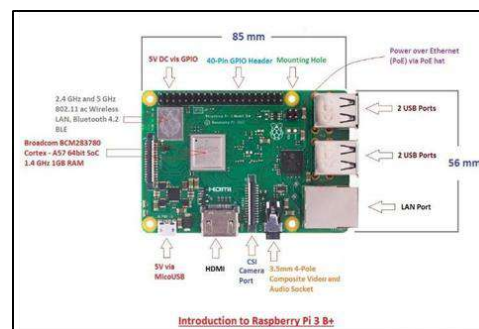 85 mm
5V DC vis GPIO
40-Pin GPIO Header
Mounting Hole
Power over Ethernet
(PoE) via PoE hat
2.4 GHz and 5 GHz
802.11 ac Wireless
LAN, Bluetooth 4.2
BLE
2 USB Ports
Broadcom BCM283780
Cortex - A57 64bit SoC
1.4 GHz 1GB RAM
2 USB Ports
56 mm
HDMI
LAN Port
5V via
MicoUSB
HDMI
CSI
Camera
Port
3.5mm 4-Pole
Composite Video and
Audio Socket
Introduction to Raspberry Pi 3 B+